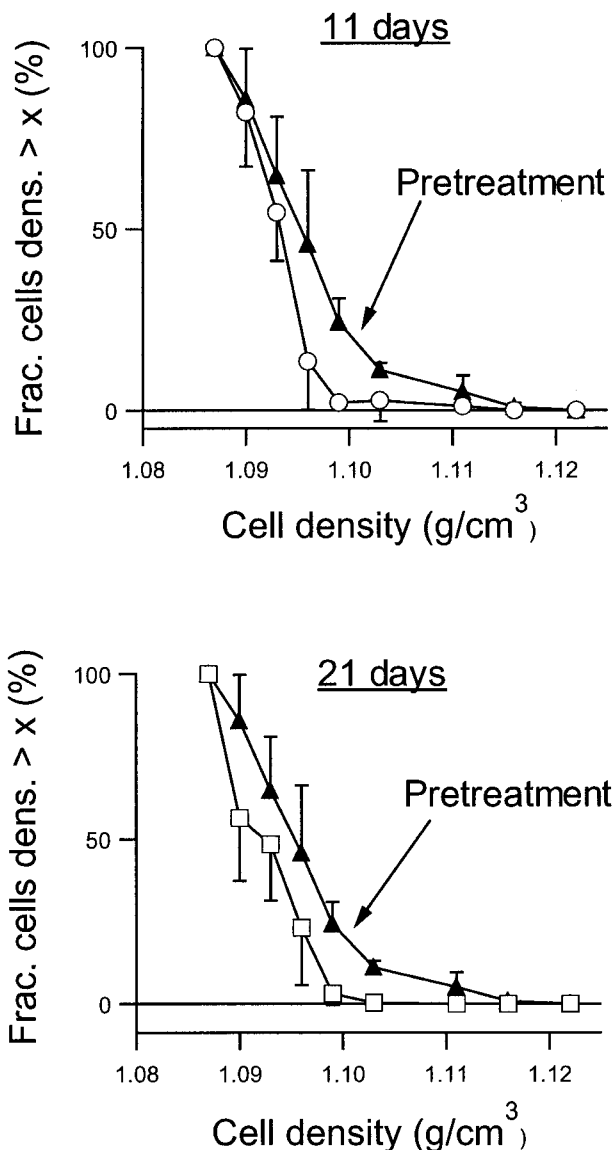 11 days
100
50
0
Frac. cells dens. > x (%)
Pretreatment
1.08 1.09 1.10 1.11 1.12
Cell density (g/cm³)
21 days
100
50
0
Frac. cells dens. > x (%)
Pretreatment
1.08 1.09 1.10 1.11 1.12
Cell density (g/cm³)